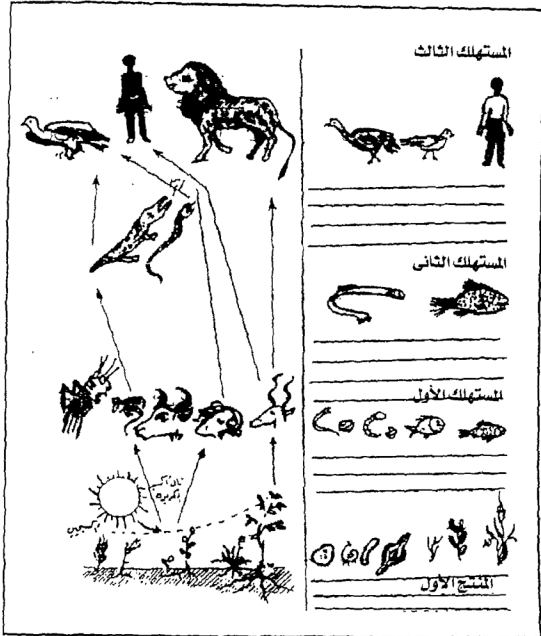 المستهلك الثالث
المستهلك الثانى
المستهلك الأول
المنتج الأول